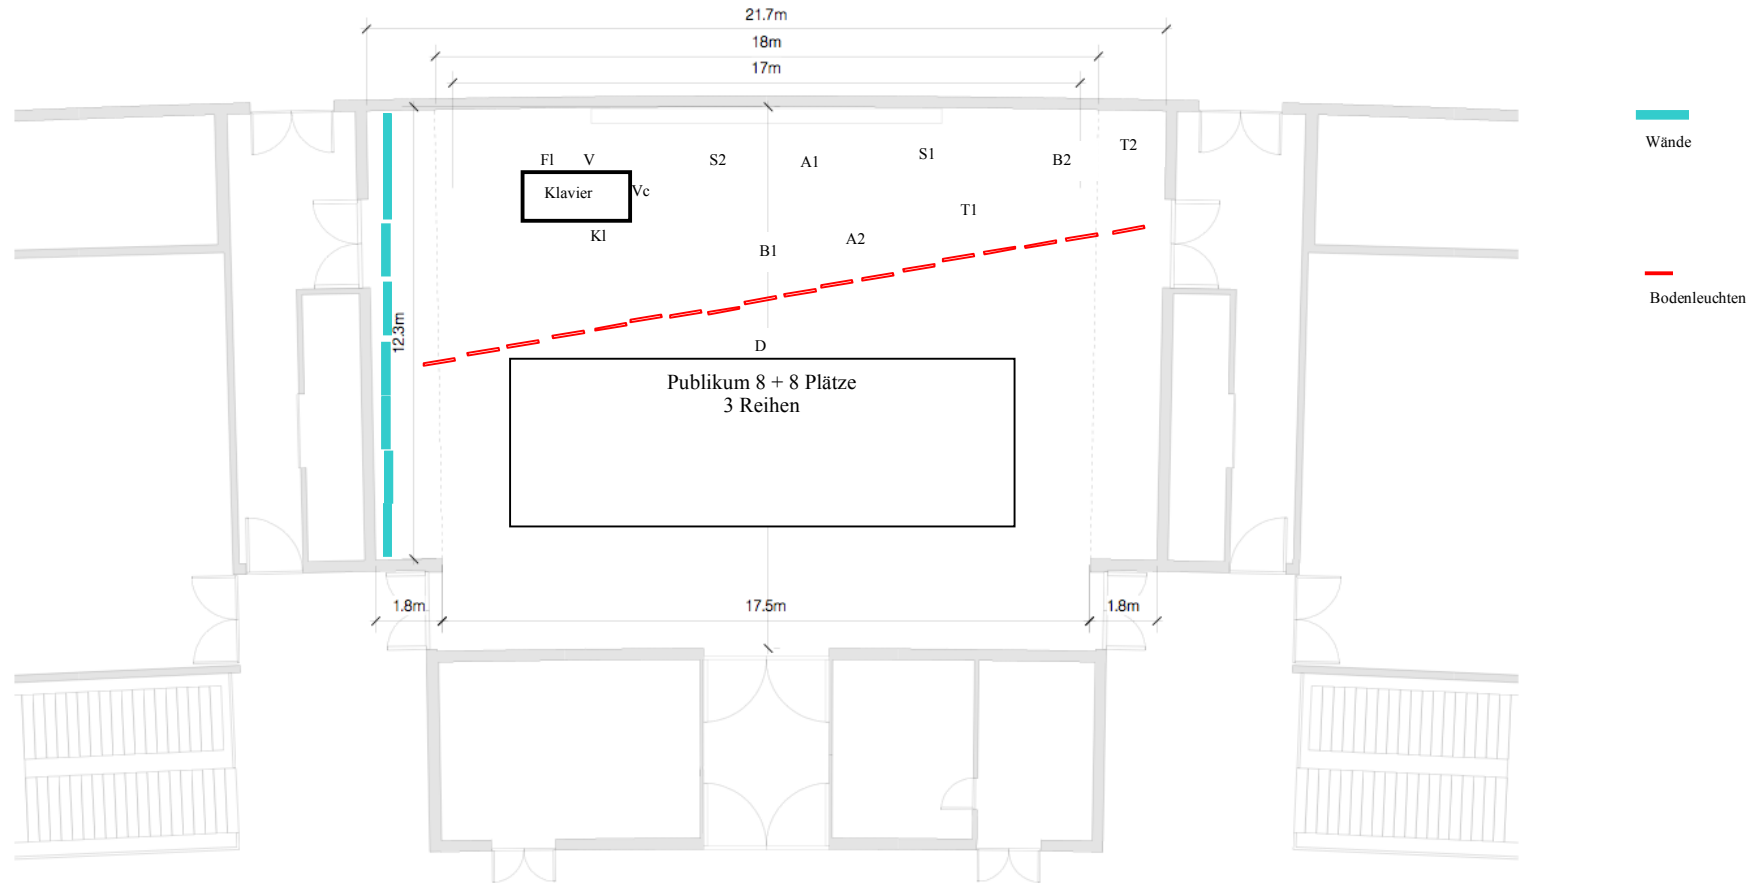 21.7m
18m
17m
Wände
T2
S1
Fl
V
S2
A1
B2
Klavier
Vc
T1
Kl
A2
B1
Bodenleuchten
12.3m
D
Publikum 8 + 8 Plätze
3 Reihen
1.8m
17.5m
1.8m